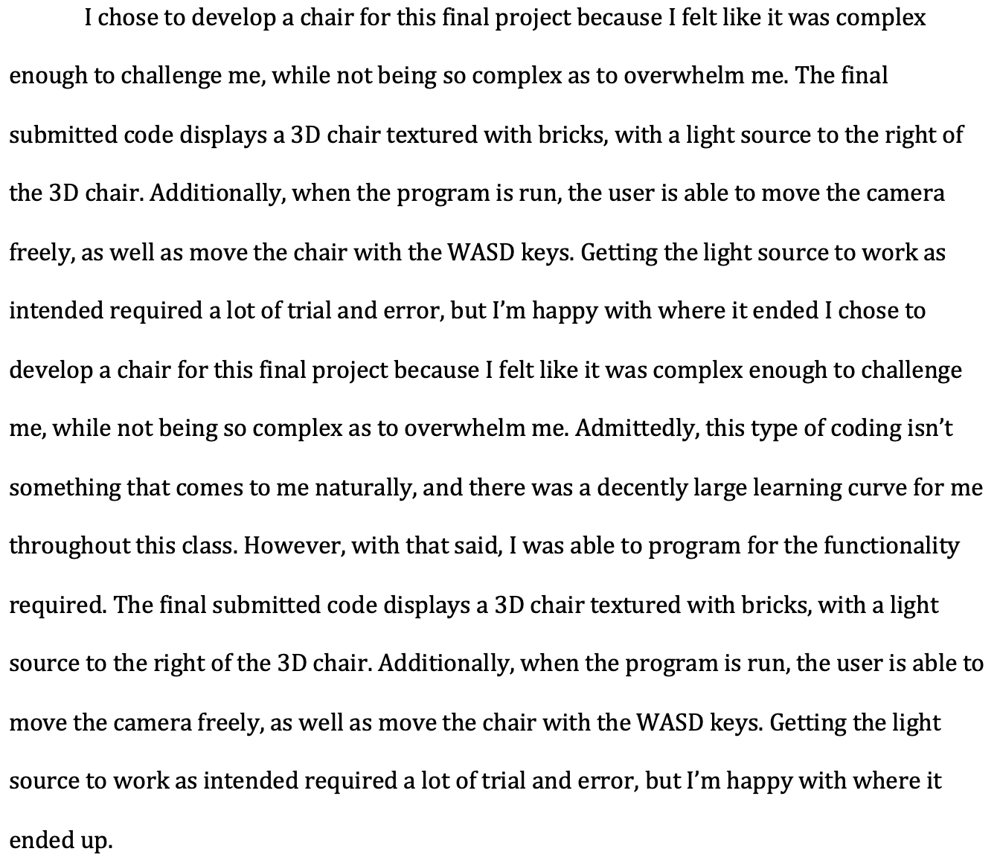 I chose to develop a chair for this final project because I felt like it was complex
enough to challenge me, while not being so complex as to overwhelm me. The final
submitted code displays a 3D chair textured with bricks, with a light source to the right of
the 3D chair. Additionally, when the program is run, the user is able to move the camera
freely, as well as move the chair with the WASD keys. Getting the light source to work as
intended required a lot of trial and error, but I’m happy with where it ended I chose to
develop a chair for this final project because I felt like it was complex enough to challenge
me, while not being so complex as to overwhelm me. Admittedly, this type of coding isn’t
something that comes to me naturally, and there was a decently large learning curve for me
throughout this class. However, with that said, I was able to program for the functionality
required. The final submitted code displays a 3D chair textured with bricks, with a light
source to the right of the 3D chair. Additionally, when the program is run, the user is able to
move the camera freely, as well as move the chair with the WASD keys. Getting the light
source to work as intended required a lot of trial and error, but I’m happy with where it
ended up.